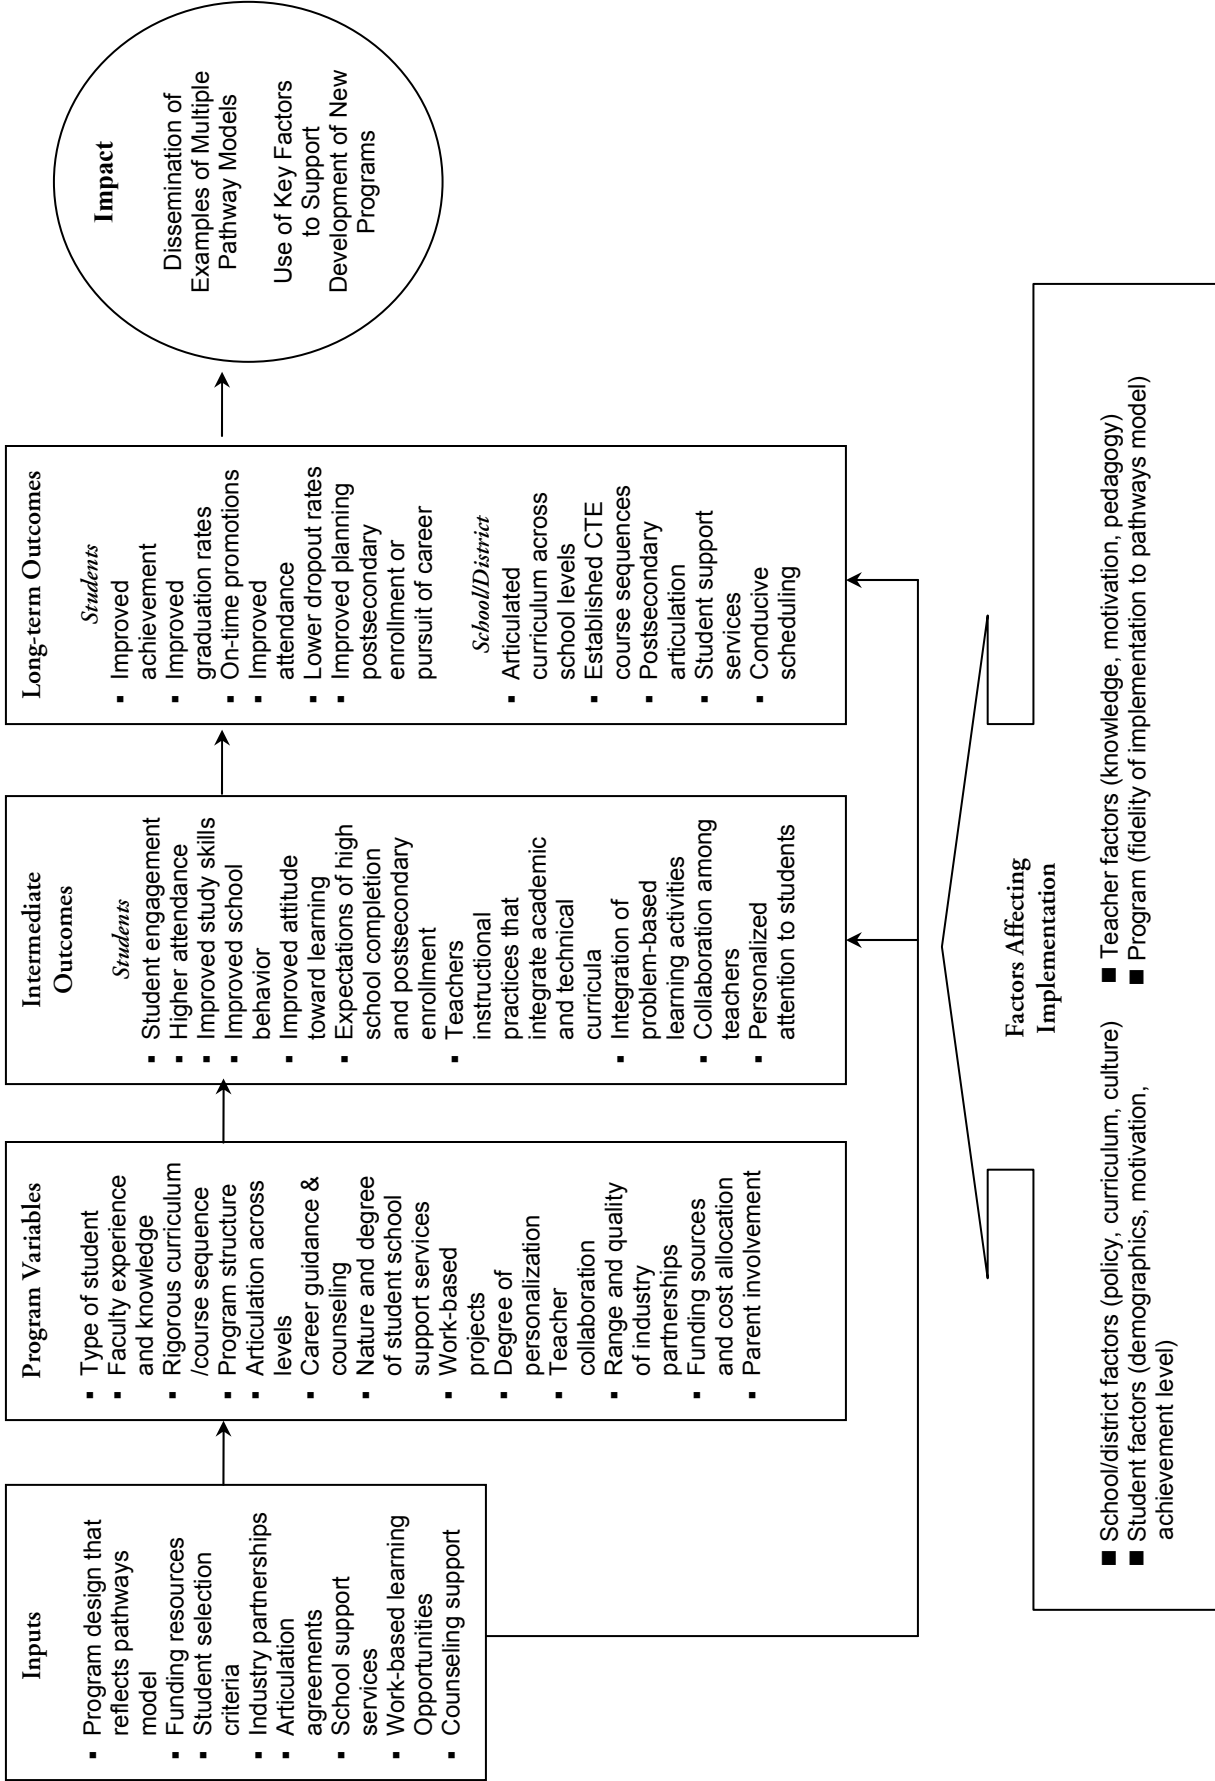 Inputs
▪ Program design that
reflects pathways
model
▪ Funding resources
▪ Student selection
criteria
▪ Industry partnerships
▪ Articulation
agreements
▪ School support
services
▪ Work-based learning
Opportunities
▪ Counseling support
Program Variables
▪ Type of student
▪ Faculty experience
and knowledge
▪ Rigorous curriculum
/course sequence
▪ Program structure
▪ Articulation across
levels
▪ Career guidance &
counseling
▪ Nature and degree
of student school
support services
▪ Work-based
projects
▪ Degree of
personalization
▪ Teacher
collaboration
▪ Range and quality
of industry
partnerships
▪ Funding sources
and cost allocation
▪ Parent involvement
Intermediate
Outcomes
Students
▪ Student engagement
▪ Higher attendance
▪ Improved study skills
▪ Improved school
behavior
▪ Improved attitude
toward learning
▪ Expectations of high
school completion
and postsecondary
enrollment
▪ Teachers
instructional
practices that
integrate academic
and technical
curricula
▪ Integration of
problem-based
learning activities
▪ Collaboration among
teachers
▪ Personalized
attention to students
Long-term Outcomes
Students
▪ Improved
achievement
▪ Improved
graduation rates
▪ On-time promotions
▪ Improved
attendance
▪ Lower dropout rates
▪ Improved planning
postsecondary
enrollment or
pursuit of career
School/District
▪ Articulated
curriculum across
school levels
▪ Established CTE
course sequences
▪ Postsecondary
articulation
▪ Student support
services
▪ Conducive
scheduling
Impact
Dissemination of
Examples of Multiple
Pathway Models
Use of Key Factors
to Support
Development of New
Programs
Factors Affecting
Implementation
■ School/district factors (policy, curriculum, culture)
■ Student factors (demographics, motivation,
achievement level)
■ Teacher factors (knowledge, motivation, pedagogy)
■ Program (fidelity of implementation to pathways model)